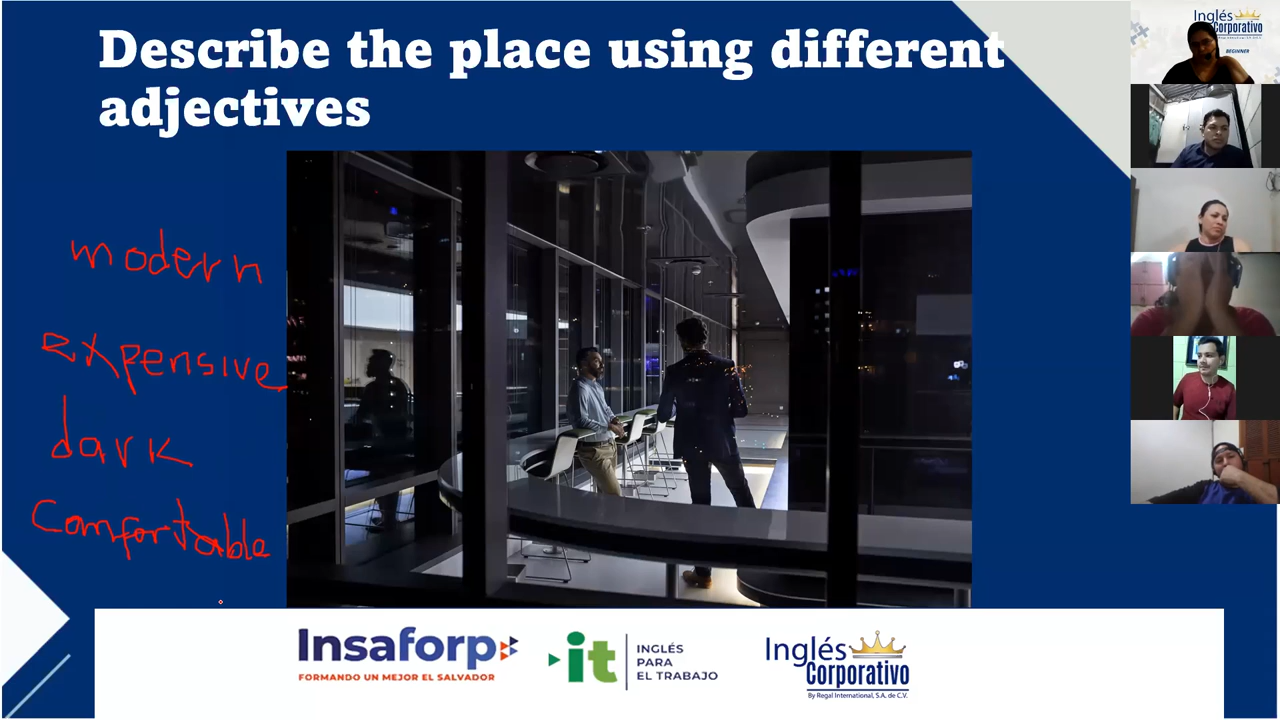 Describe the place using different
adjectives
modern
expensive
dark
comfortable
Insaforp
FORMANDO UN MEJOR EL SALVADOR
it
INGLÉS
PARA
EL TRABAJO
Inglés
Corporativo
By Regal International, S.A. de C.V.
Inglés
Corporativo
BEGINNER